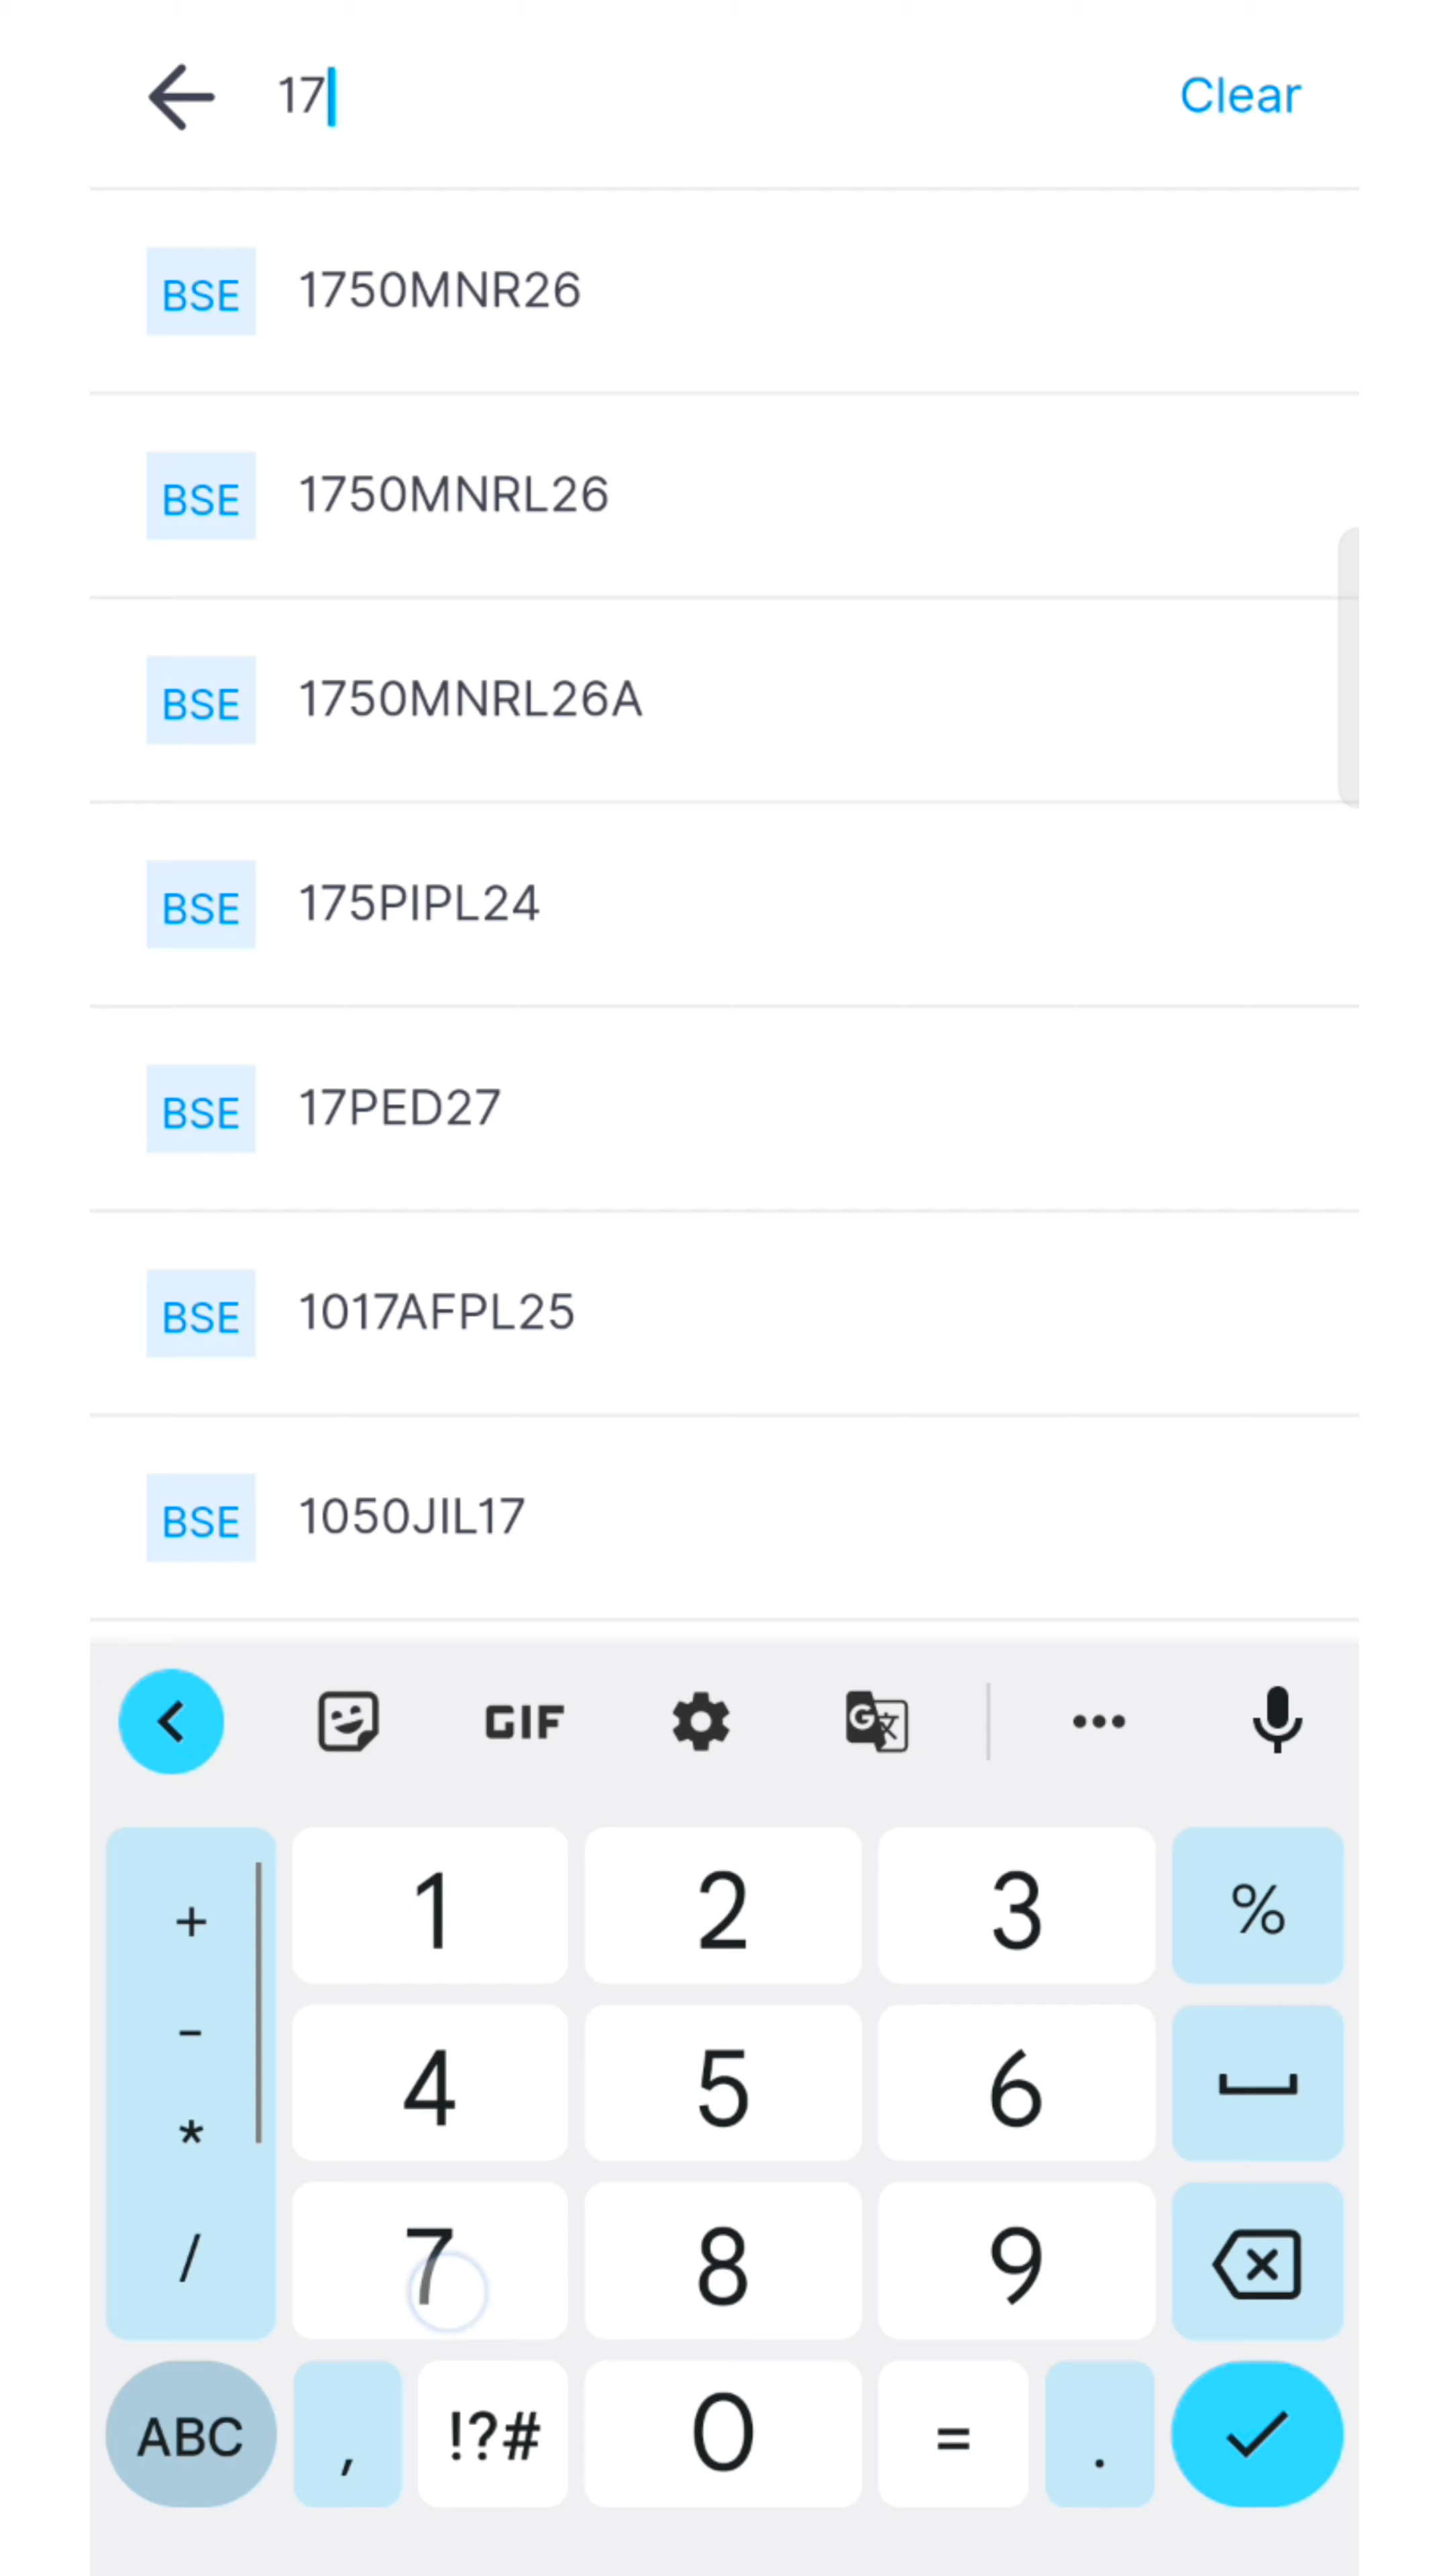 17 Clear
BSE 1750MNR26
BSE 1750MNRL26
BSE 1750MNRL26A
BSE 175PIPL24
BSE 17PED27
BSE 1017AFPL25
BSE 1050JIL17
GIF G 文
+ 1 2 3 %
- 4 5 6
* 7 8 9
/
ABC , !?# 0 = .